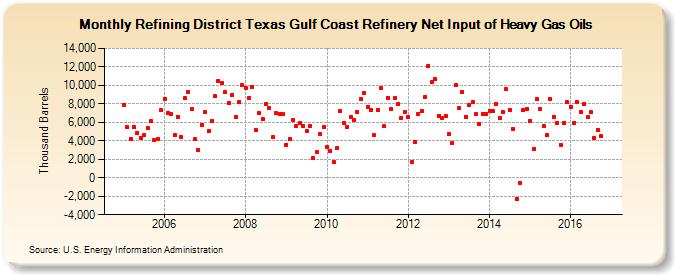 Monthly Refining District Texas Gulf Coast Refinery Net Input of Heavy Gas Oils
Thousand Barrels
14,000
12,000
10,000
8,000
6,000
4,000
2,000
0
-2,000
-4,000
2006 2008 2010 2012 2014 2016
Source: U.S. Energy Information Administration